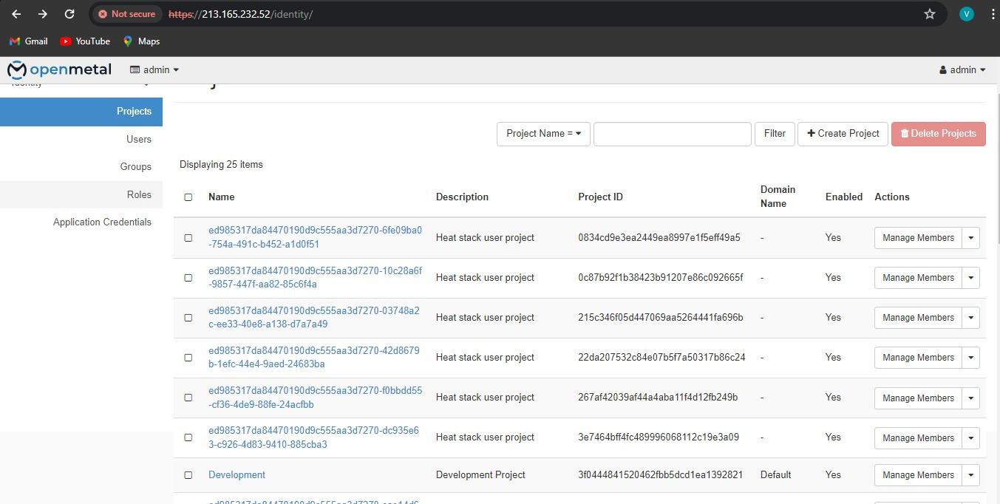 Not secure https://213.165.232.52/identity/ V
Gmail YouTube Maps
openmetal admin admin
Identity
Projects
Users
Groups
Roles
Application Credentials
Project Name = Filter Create Project Delete Projects
Displaying 25 items
Name Description Project ID Domain Name Enabled Actions
ed985317da84470190d9c555aa3d7270-6fe09ba0
-754a-491c-b452-a1d0f51 Heat stack user project 0834cd9e3ea2449ea8997e1f5eff49a5 - Yes Manage Members
ed985317da84470190d9c555aa3d7270-10c28a6f
-9857-447f-aa82-85c6f4a Heat stack user project 0c87b92f1b38423b91207e86c092665f - Yes Manage Members
ed985317da84470190d9c555aa3d7270-03748a2
c-ee33-40e8-a138-d7a7a49 Heat stack user project 215c346f05d447069aa5264441fa696b - Yes Manage Members
ed985317da84470190d9c555aa3d7270-42d8679
b-1efc-44e4-9aed-24683ba Heat stack user project 22da207532c84e07b5f7a50317b86c24 - Yes Manage Members
ed985317da84470190d9c555aa3d7270-f0bbdd55
-cf36-4de9-88fe-24acfbb Heat stack user project 267af42039af44a4aba11f4d12fb249b - Yes Manage Members
ed985317da84470190d9c555aa3d7270-dc935e6
3-c926-4d83-9410-885cba3 Heat stack user project 3e7464bff4fc489996068112c19e3a09 - Yes Manage Members
Development Development Project 3f0444841520462fbb5dcd1ea1392821 Default Yes Manage Members